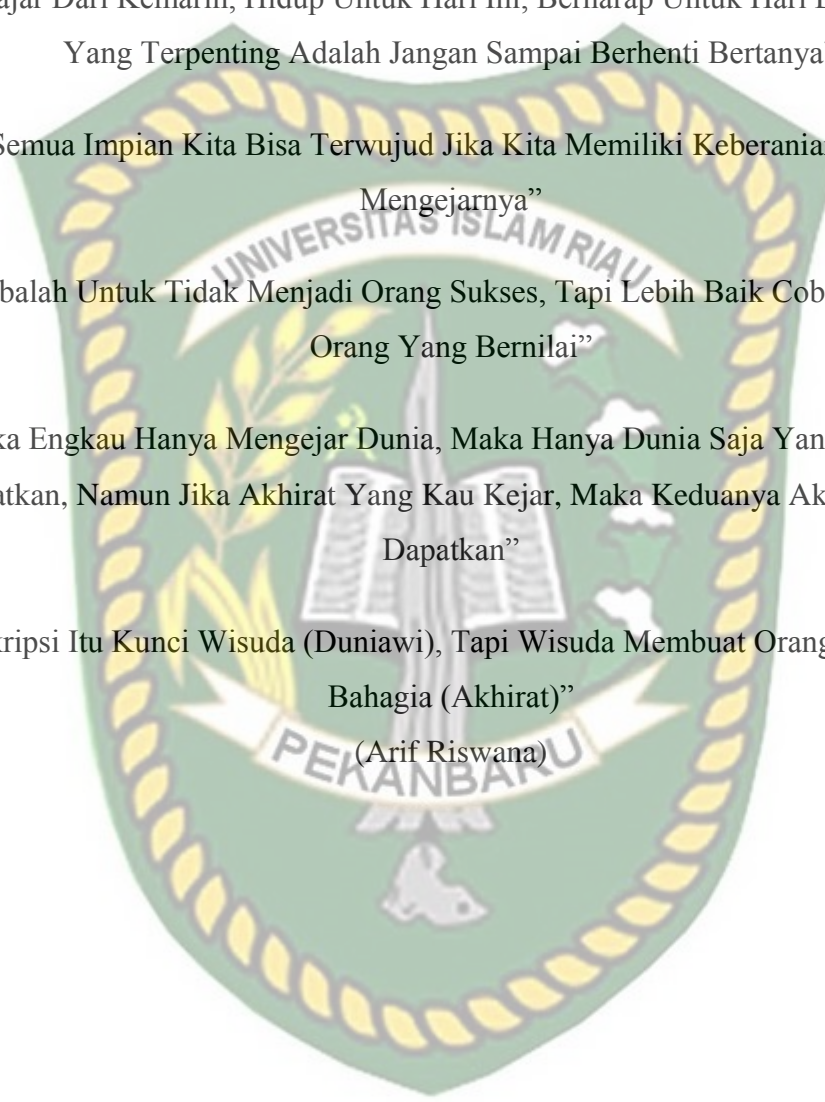 ajar Dari Kemarin, Hidup Untuk Hari Ini, Berharap Untuk Hari
Yang Terpenting Adalah Jangan Sampai Berhenti Bertanya
Semua Impian Kita Bisa Terwujud Jika Kita Memiliki Keberanian
Mengejarnya”
UNIVERSITAS ISLAM RIAU
balah Untuk Tidak Menjadi Orang Sukses, Tapi Lebih Baik Cob
Orang Yang Bernilai”
ka Engkau Hanya Mengejar Dunia, Maka Hanya Dunia Saja Yan
atkan, Namun Jika Akhirat Yang Kau Kejar, Maka Keduanya Ak
Dapatkan”
kripsi Itu Kunci Wisuda (Duniawi), Tapi Wisuda Membuat Orang
Bahagia (Akhirat)”
(Arif Riswana)
PEKANBARU